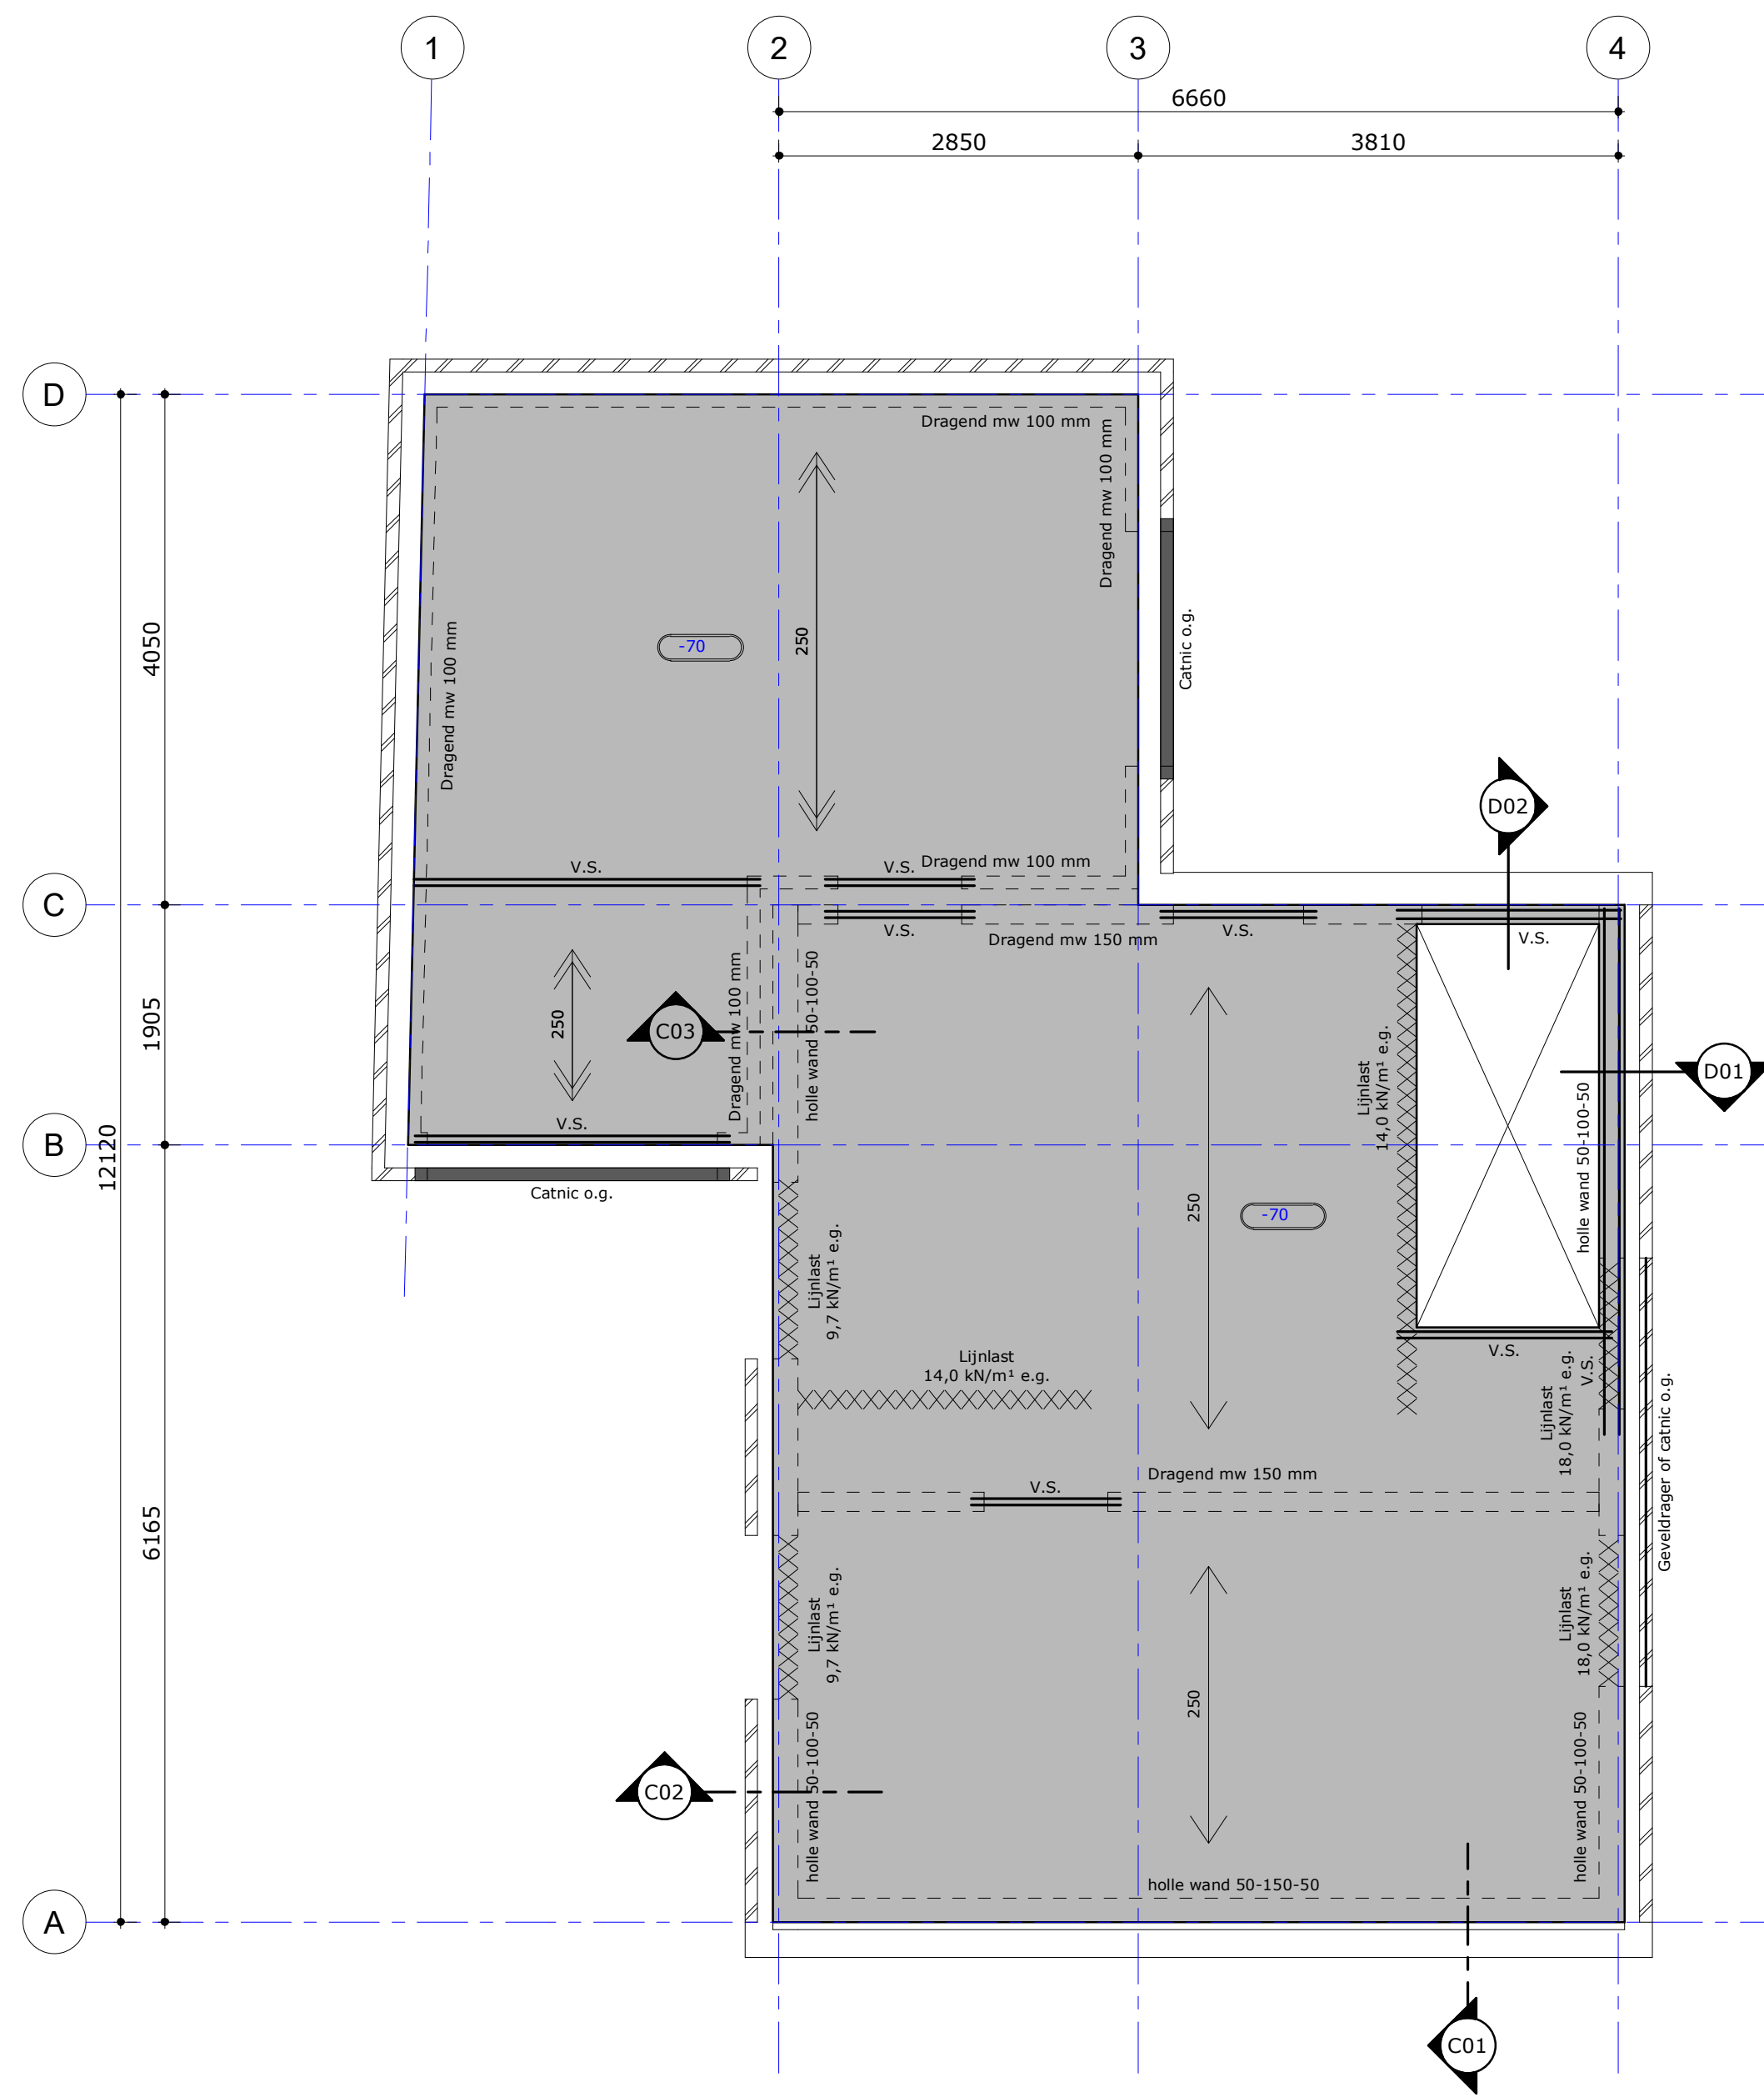 1
2
3
4
6660
2850
3810
D
Dragend mw 100 mm
Dragend mw 100 mm
4050
-70
250
Dragend mw 100 mm
Catnic o.g.
D02
V.S.
V.S.
Dragend mw 100 mm
C
V.S.
Dragend mw 150 mm
V.S.
V.S.
1905
250
C03
Dragend mw 100 mm
holle wand 50-100-50
Lijnlast
14,0 kN/m¹ e.g.
D01
holle wand 50-100-50
V.S.
B
12120
Catnic o.g.
250
-70
Lijnlast
9,7 kN/m¹ e.g.
Lijnlast
14,0 kN/m¹ e.g.
V.S.
V.S.
Lijnlast
18,0 kN/m¹ e.g.
Geveldrager of catnic o.g.
Dragend mw 150 mm
V.S.
6165
Lijnlast
9,7 kN/m¹ e.g.
250
Lijnlast
18,0 kN/m¹ e.g.
C02
holle wand 50-100-50
holle wand 50-100-50
holle wand 50-150-50
A
C01